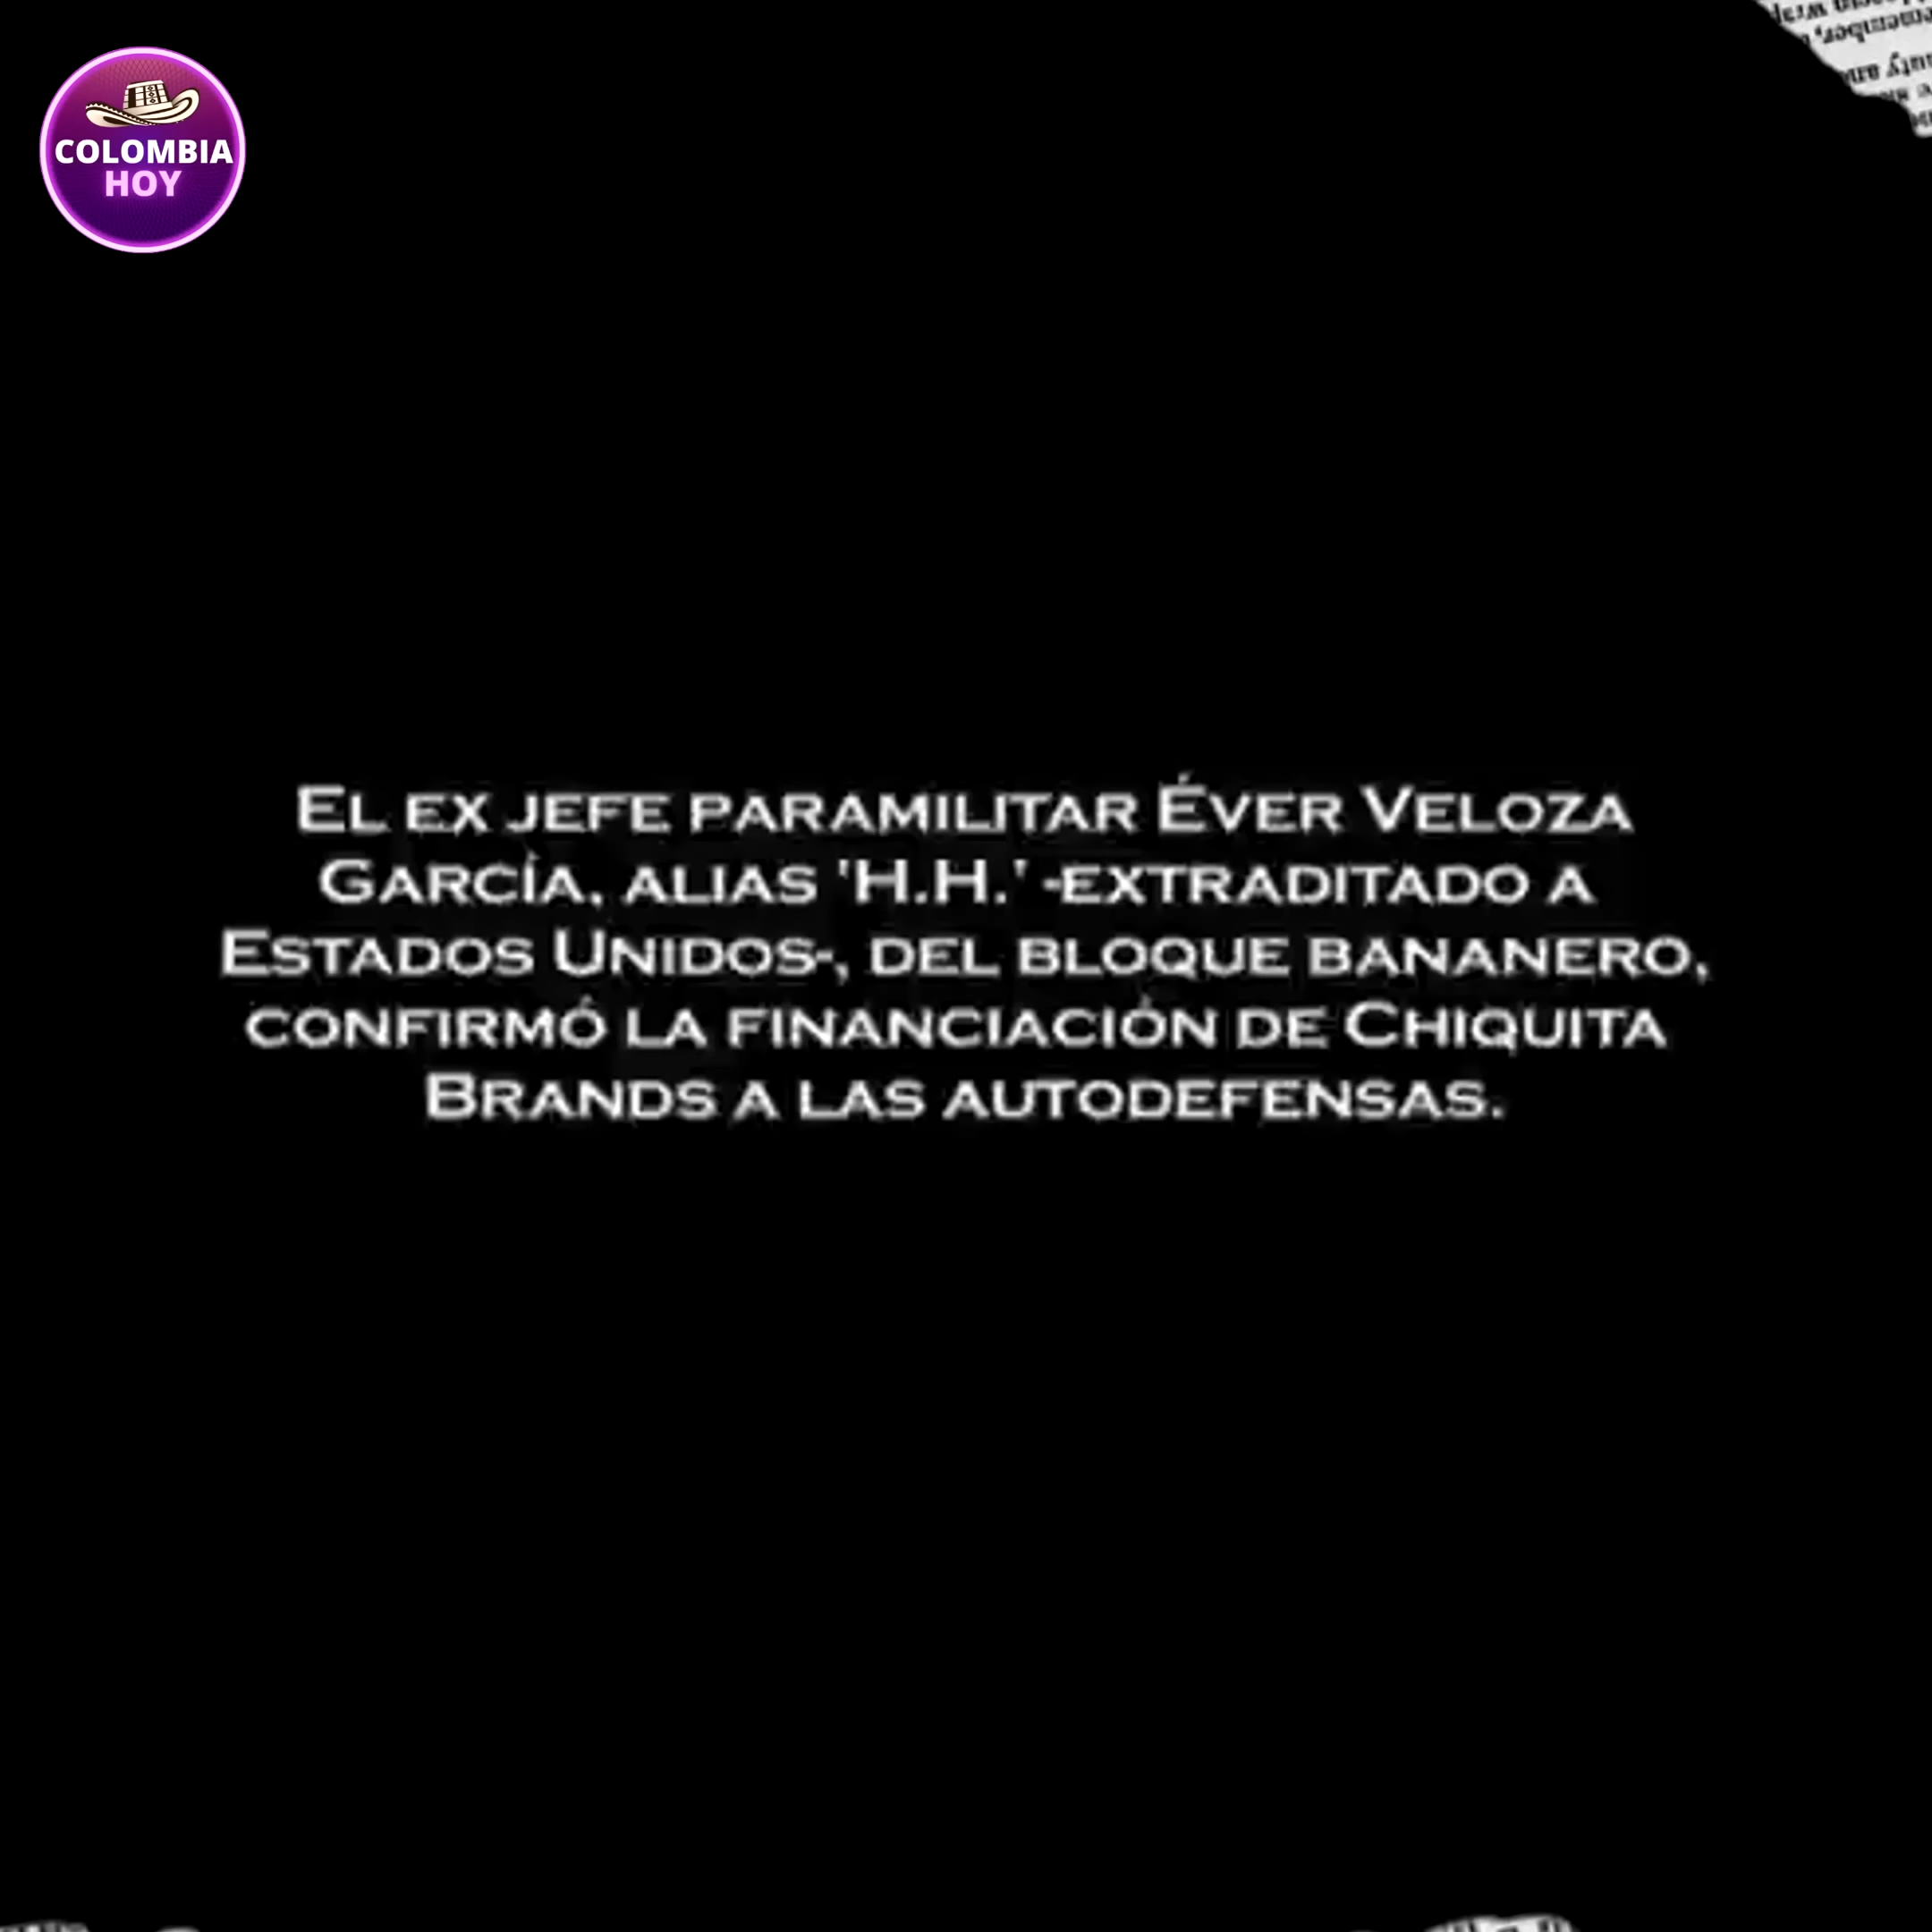 COLOMBIA
HOY
EL EX JEFE PARAMILITAR ÉVER VELOZA
GARCÍA, ALIAS 'H.H.' -EXTRADITADO A
ESTADOS UNIDOS-, DEL BLOQUE BANANERO,
CONFIRMÓ LA FINANCIACIÓN DE CHIQUITA
BRANDS A LAS AUTODEFENSAS.